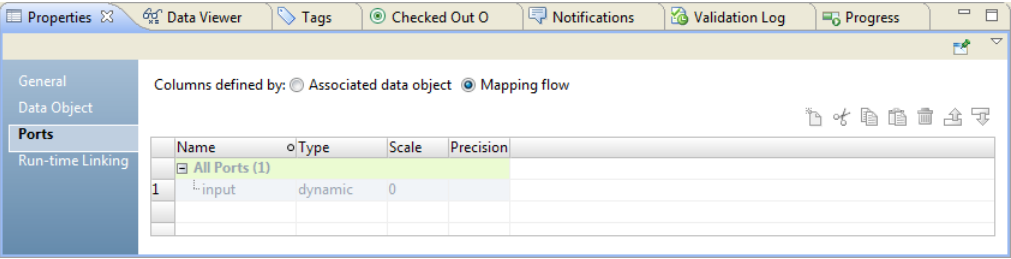 Properties Data Viewer Tags Checked Out O Notifications Validation Log Progress
General
Data Object
Ports
Run-time Linking
Columns defined by: Associated data object Mapping flow
Name Type Scale Precision
All Ports (1)
1 input dynamic 0